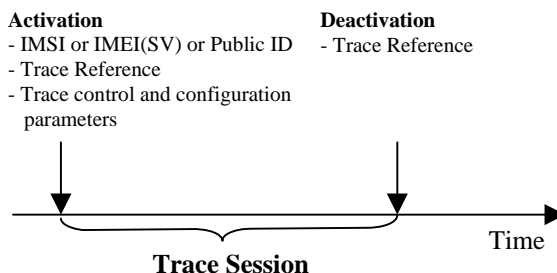 Activation
- IMSI or IMEI(SV) or Public ID
- Trace Reference
- Trace control and configuration
parameters
Deactivation
- Trace Reference
Time
Trace Session